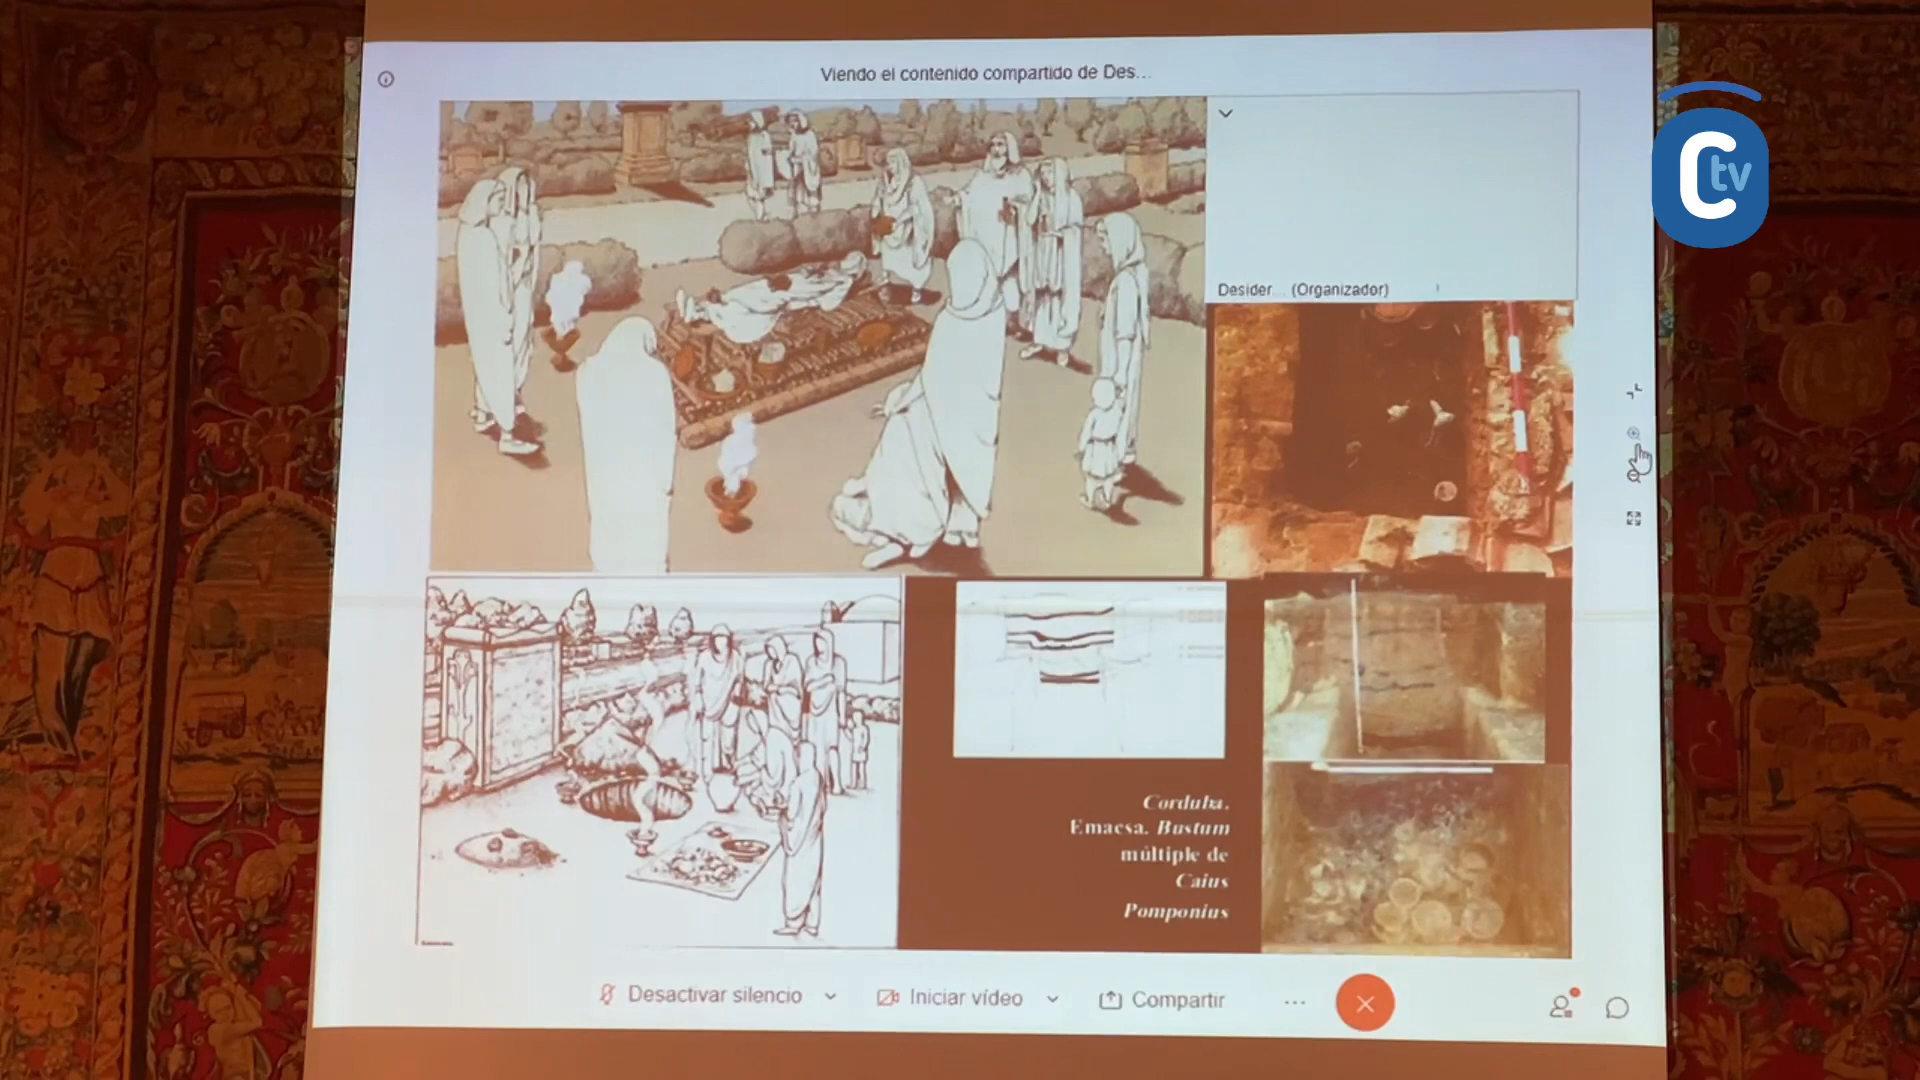 Viendo el contenido compartido de Des...
C tv
Desider... (Organizador)
Corduba.
Emacsa. Bustum
múltiple de
Caius
Pomponius
Desactivar silencio
Iniciar vídeo
Compartir